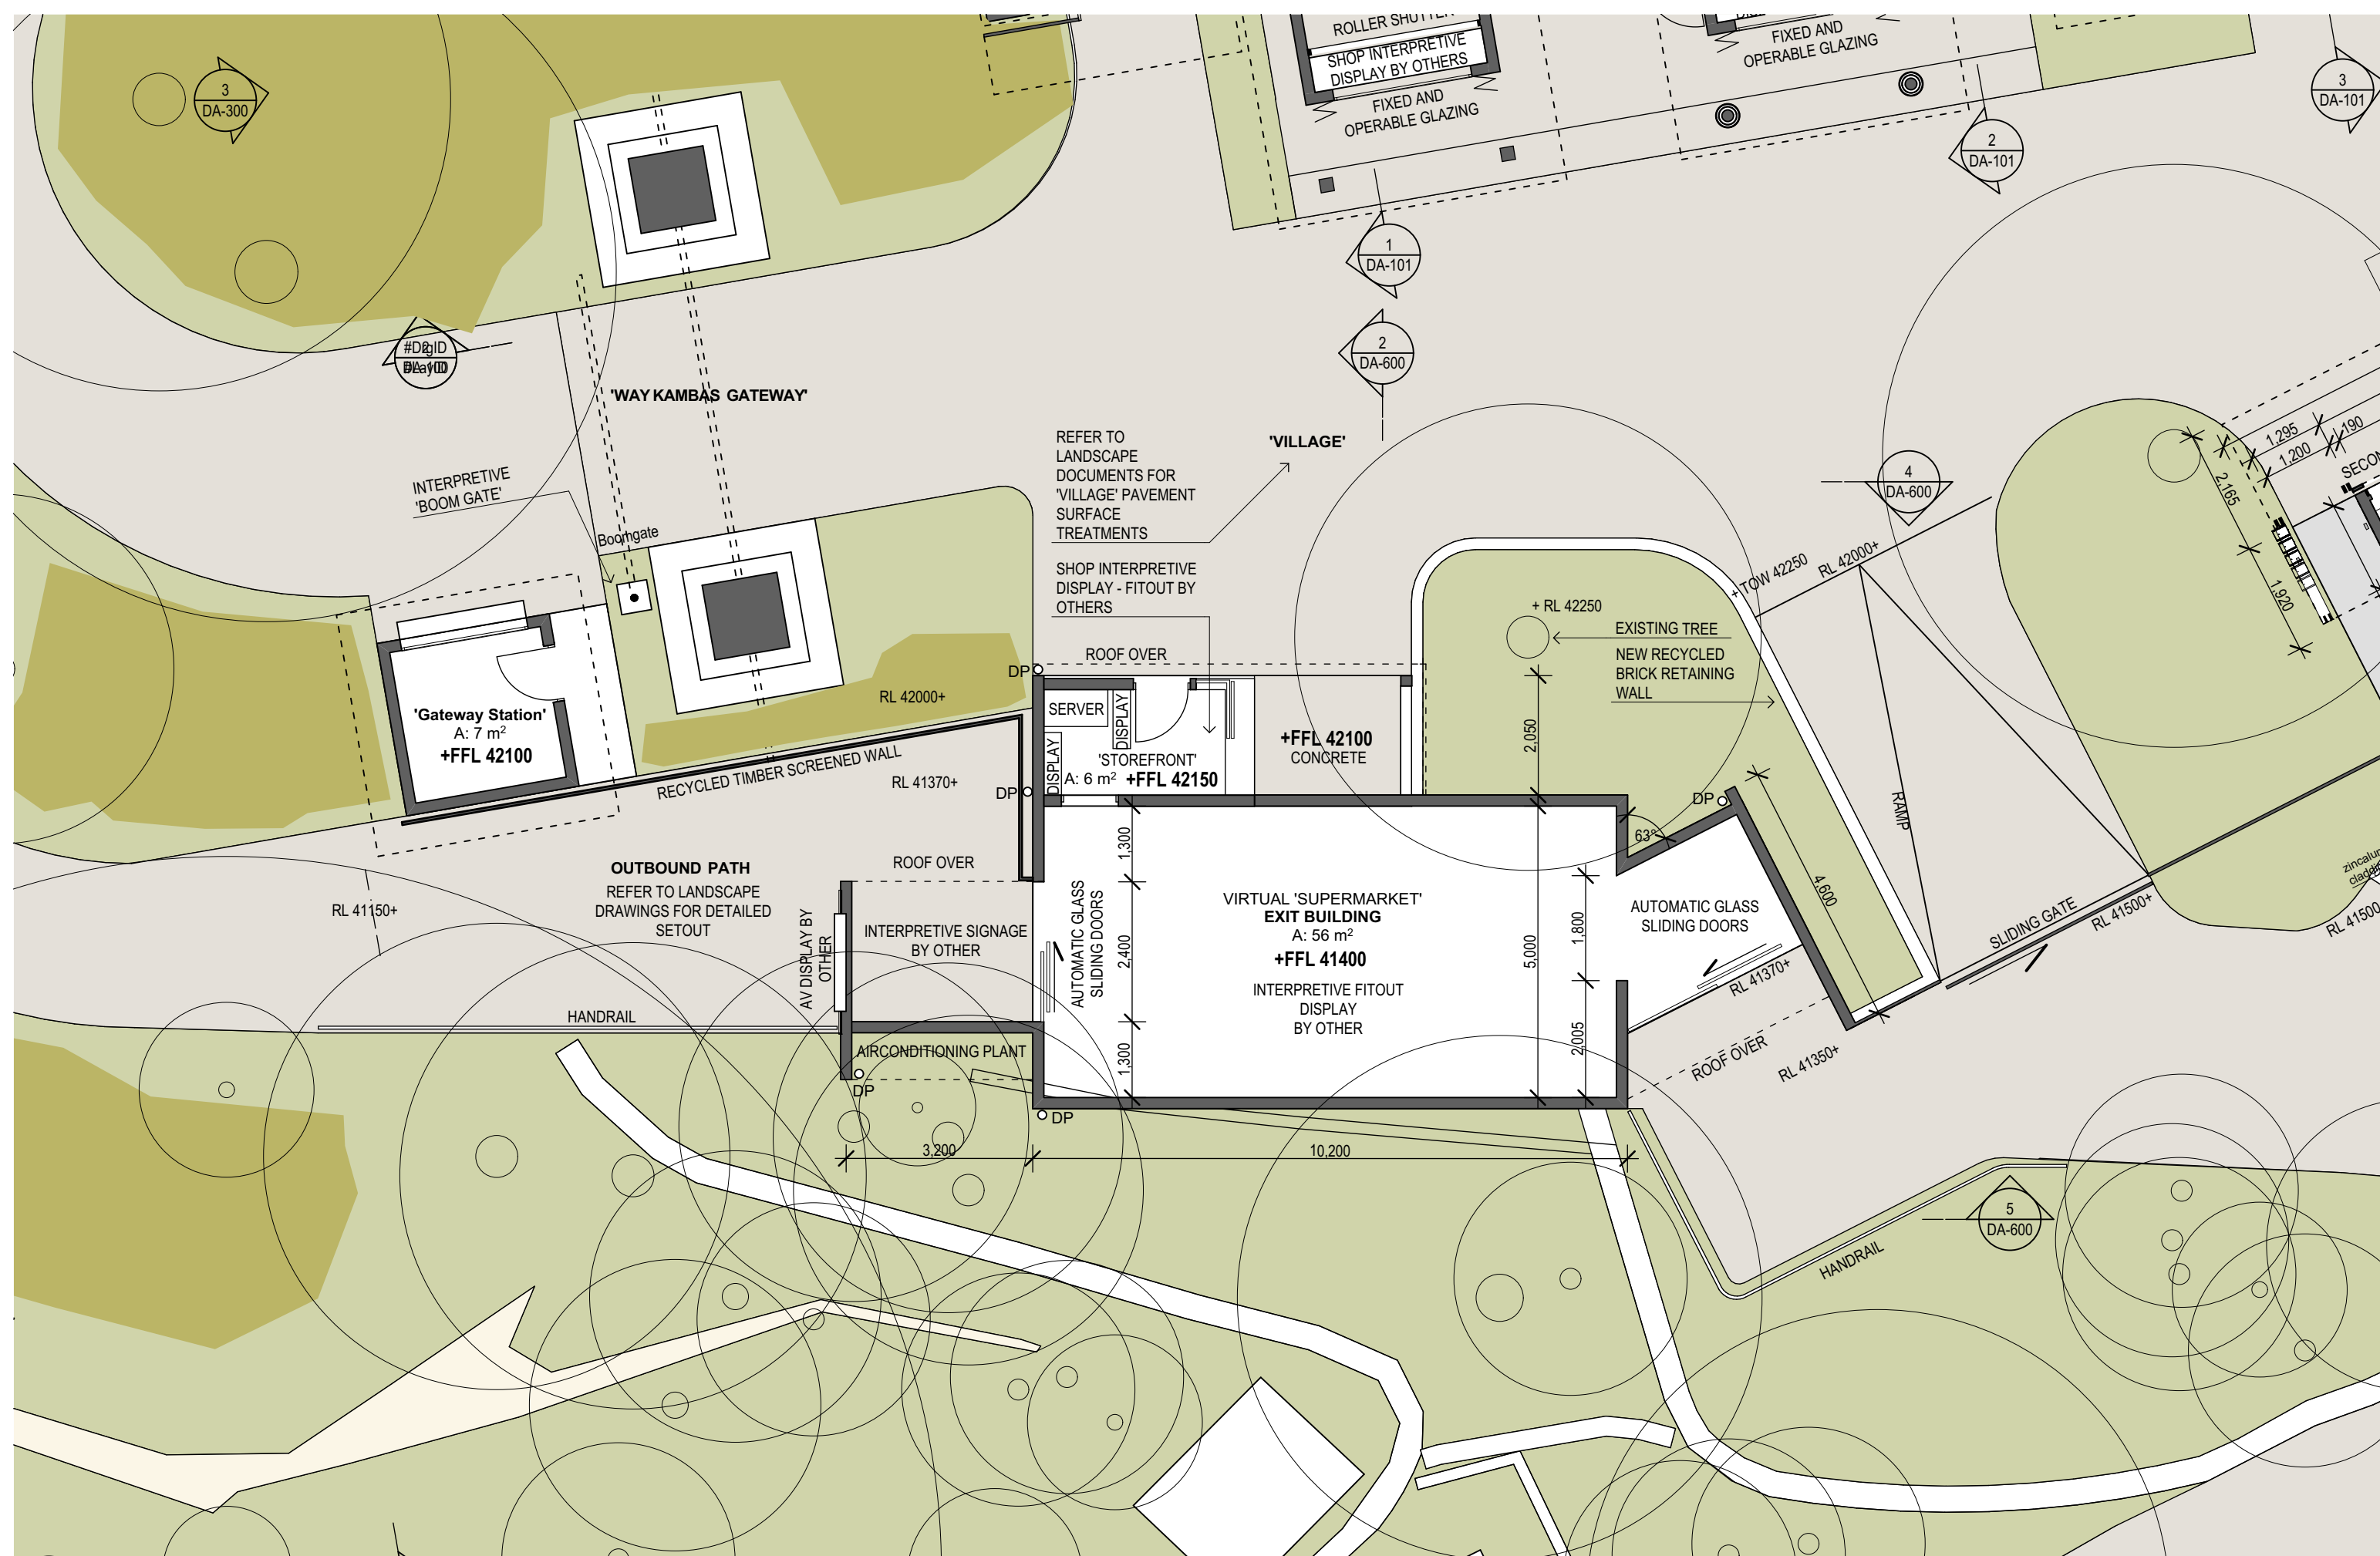 ROLLER SHUTTER
SHOP INTERPRETIVE
DISPLAY BY OTHERS
FIXED AND
OPERABLE GLAZING
FIXED AND
OPERABLE GLAZING
3
DA-300
3
DA-101
2
DA-101
1
DA-101
2
DA-600
'WAY KAMBAS GATEWAY'
INTERPRETIVE
'BOOM GATE'
Boomgate
REFER TO
LANDSCAPE
DOCUMENTS FOR
'VILLAGE' PAVEMENT
SURFACE
TREATMENTS
'VILLAGE'
SHOP INTERPRETIVE
DISPLAY - FITOUT BY
OTHERS
4
DA-600
1,295
190
1,200
2,165
1,920
+ TOW 42250
RL 42000+
+ RL 42250
EXISTING TREE
NEW RECYCLED
BRICK RETAINING
WALL
ROOF OVER
DP
RL 42000+
SERVER
DISPLAY
DISPLAY
'STOREFRONT'
A: 6 m²
+FFL 42150
+FFL 42100
CONCRETE
2,050
'Gateway Station'
A: 7 m²
+FFL 42100
RECYCLED TIMBER SCREENED WALL
RL 41370+
DP
DP
63°
RAMP
4,600
OUTBOUND PATH
REFER TO LANDSCAPE
DRAWINGS FOR DETAILED
SETOUT
RL 41150+
ROOF OVER
INTERPRETIVE SIGNAGE
BY OTHER
AV DISPLAY BY
OTHER
HANDRAIL
1,300
2,400
1,300
AUTOMATIC GLASS
SLIDING DOORS
VIRTUAL 'SUPERMARKET'
EXIT BUILDING
A: 56 m²
+FFL 41400
INTERPRETIVE FITOUT
DISPLAY
BY OTHER
5,000
1,800
2,005
AUTOMATIC GLASS
SLIDING DOORS
RL 41370+
SLIDING GATE
RL 41500+
RL 41500
ROOF OVER
RL 41350+
AIRCONDITIONING PLANT
DP
DP
3,200
10,200
5
DA-600
HANDRAIL